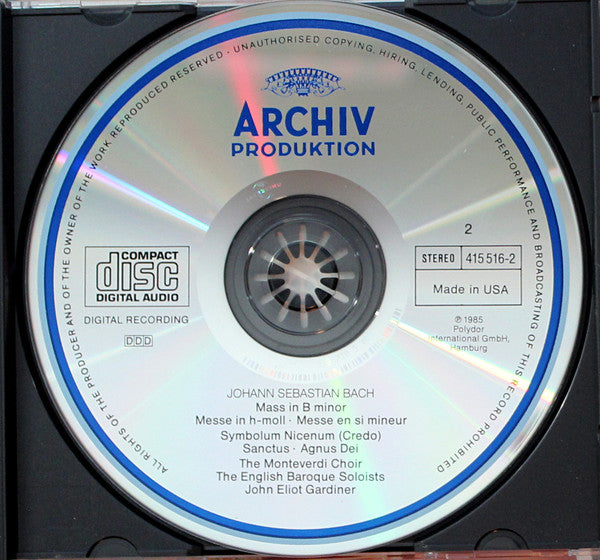 ALL RIGHTS OF THE PRODUCER AND OF THE OWNER OF THE WORK REPRODUCED RESERVED - UNAUTHORISED COPYING, HIRING, LENDING, PUBLIC PERFORMANCE AND BROADCASTING OF THIS RECORD PROHIBITED
ARCHIV
PRODUKTION
COMPACT
disc
DIGITAL AUDIO
DIGITAL RECORDING
DDD
2
STEREO 415 516-2
Made in USA
℗ 1985
Polydor
International GmbH,
Hamburg
JOHANN SEBASTIAN BACH
Mass in B minor
Messe in h-moll · Messe en si mineur
Symbolum Nicenum (Credo)
Sanctus · Agnus Dei
The Monteverdi Choir
The English Baroque Soloists
John Eliot Gardiner